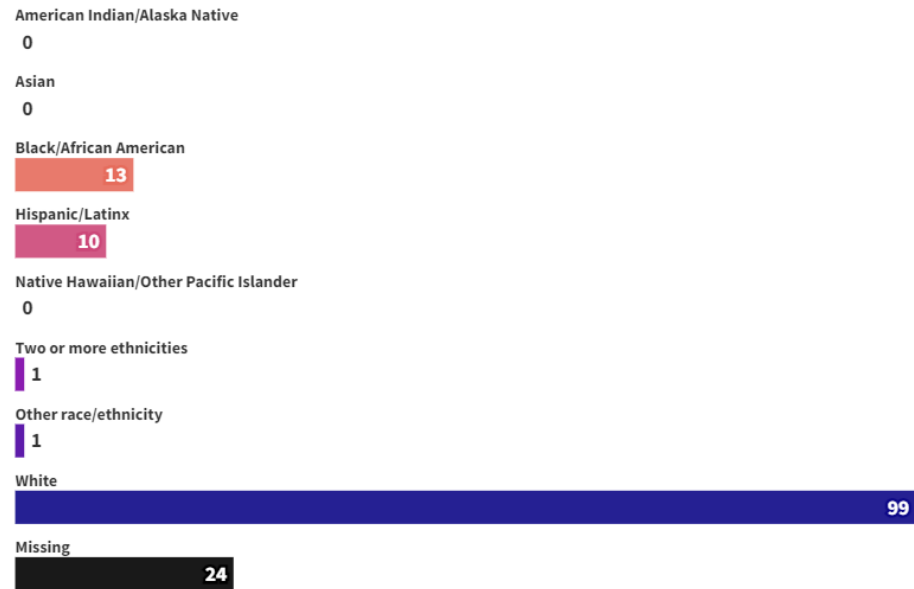 American Indian/Alaska Native
0
Asian
0
Black/African American
13
Hispanic/Latinx
10
Native Hawaiian/Other Pacific Islander
0
Two or more ethnicities
1
Other race/ethnicity
1
White
99
Missing
24